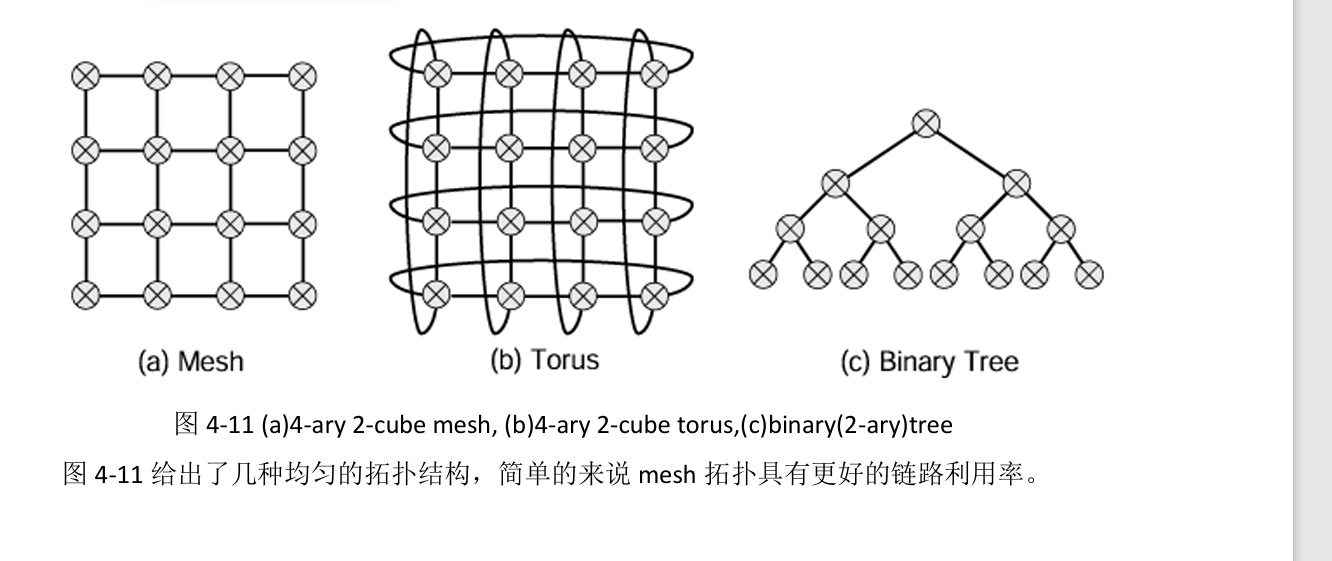 (a) Mesh
(b) Torus
(c) Binary Tree
图 4-11 (a)4-ary 2-cube mesh, (b)4-ary 2-cube torus,(c)binary(2-ary)tree
图 4-11 给出了几种均匀的拓扑结构，简单的来说 mesh 拓扑具有更好的链路利用率。